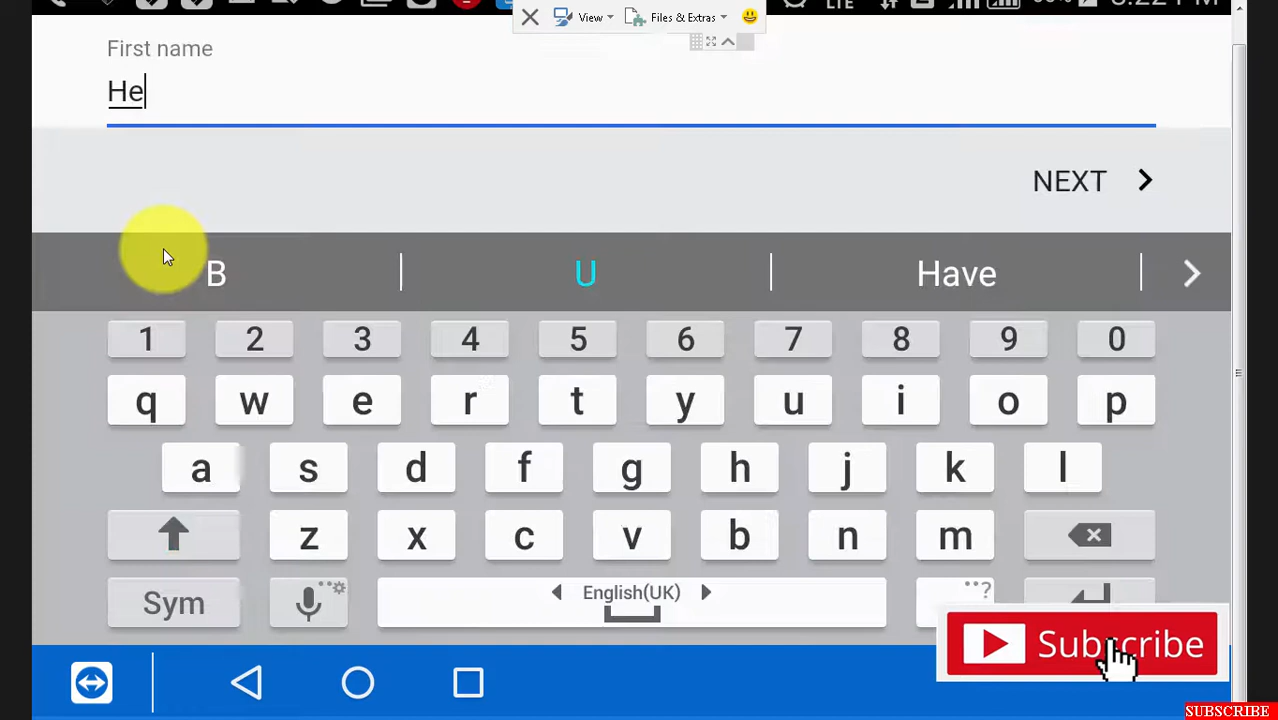 LTE
View Files & Extras
First name
He
NEXT
B U Have
1 2 3 4 5 6 7 8 9 0
q w e r t y u i o p
a s d f g h j k l
z x c v b n m
Sym English(UK) ?
Subscribe
SUBSCRIBE